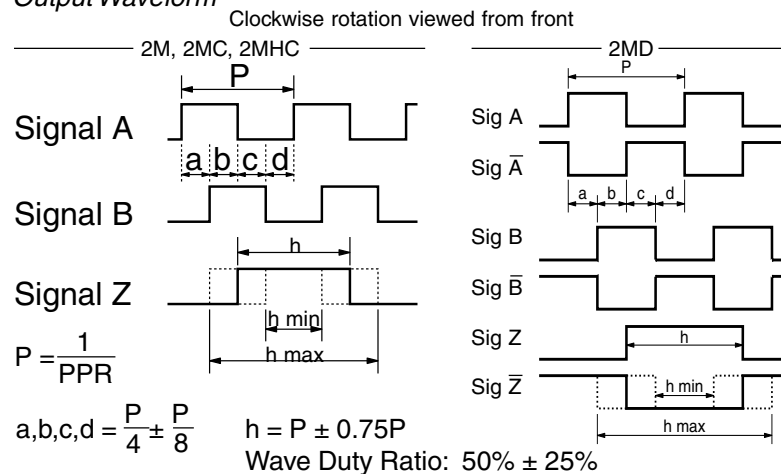 Output Waveform
Clockwise rotation viewed from front
2M, 2MC, 2MHC
P
Signal A
a b c d
Signal B
h
Signal Z
h min
h max
P = 1/PPR
a,b,c,d = P/4 ± P/8
h = P ± 0.75P
Wave Duty Ratio: 50% ± 25%
2MD
P
Sig A
Sig A̅
a b c d
Sig B
Sig B̅
Sig Z
h
Sig Z̅
h min
h max